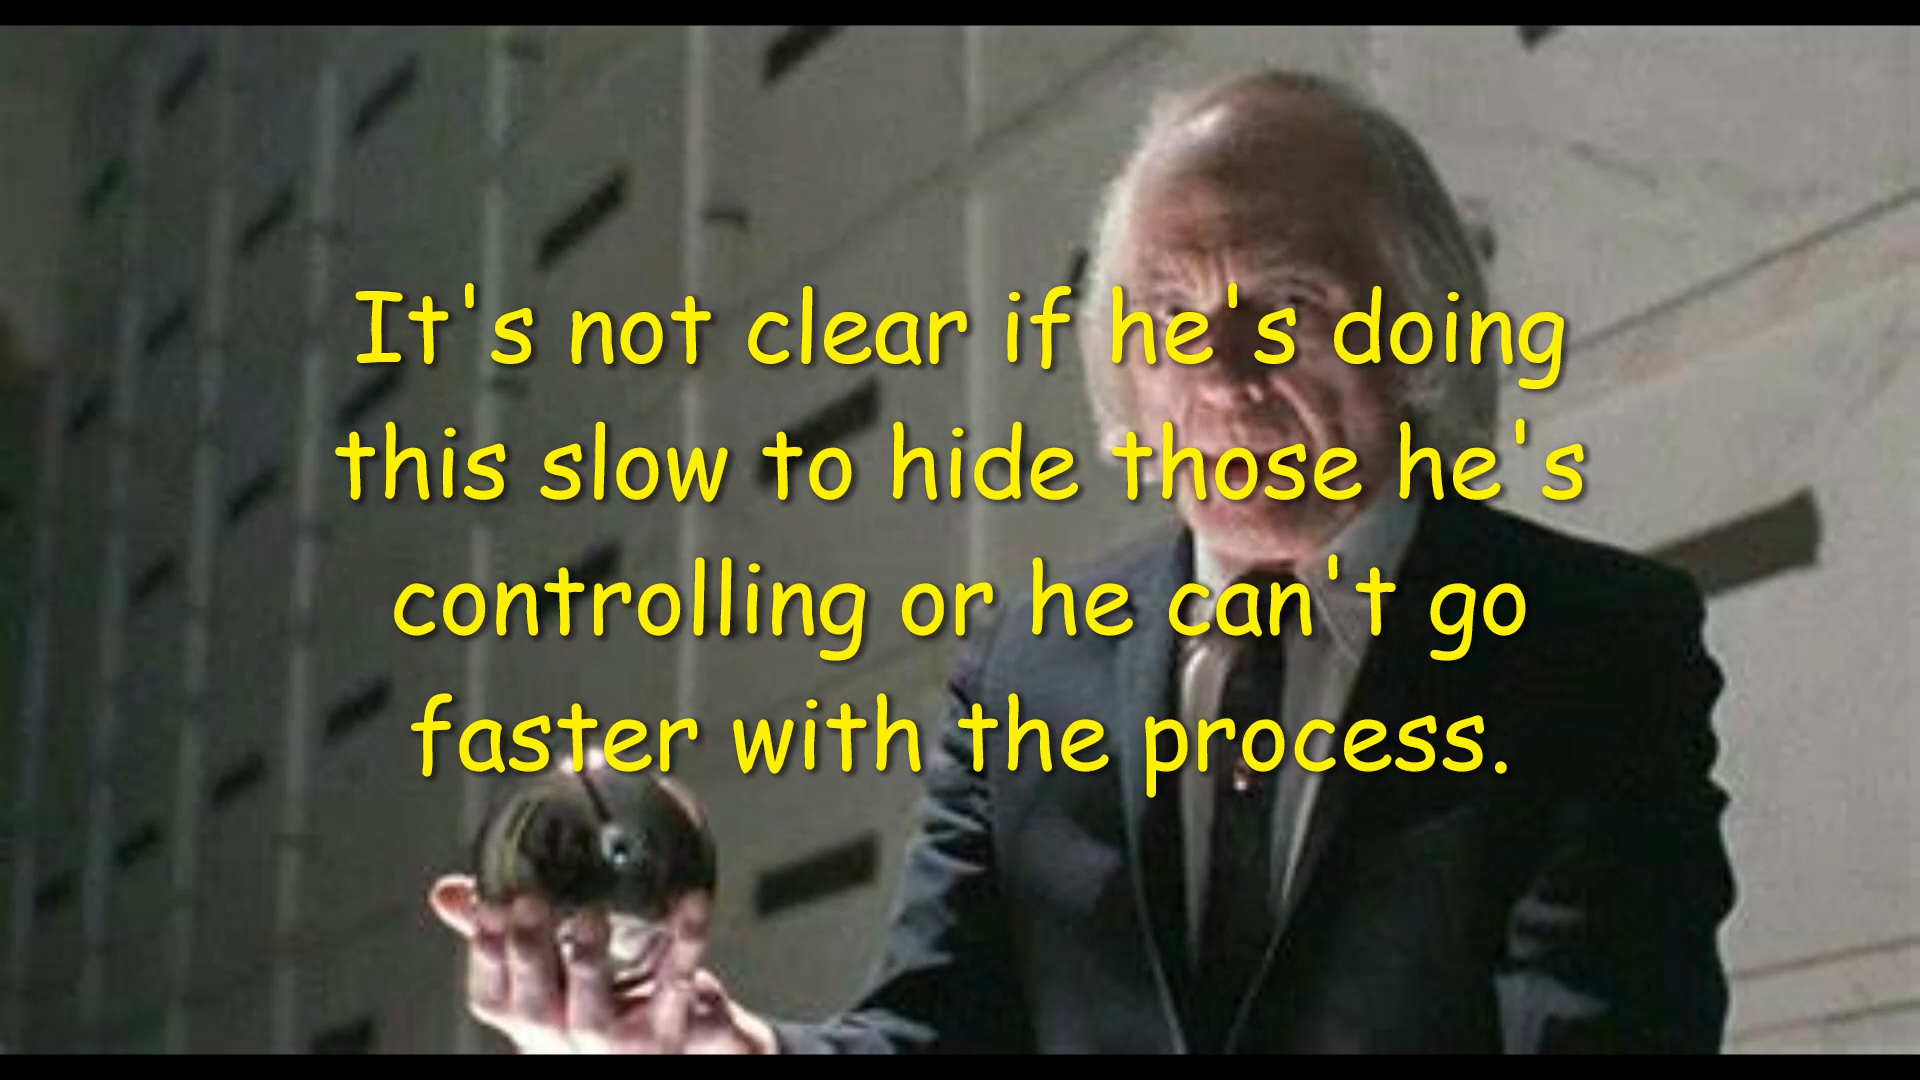 It's not clear if he's doing
this slow to hide those he's
controlling or he can't go
faster with the process.